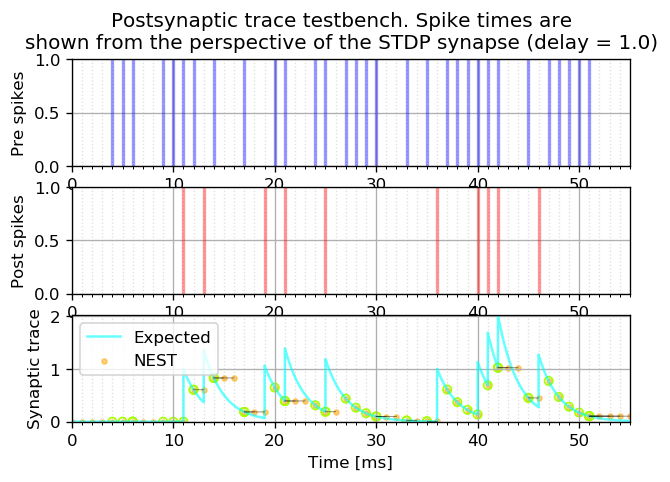 Postsynaptic trace testbench. Spike times are
shown from the perspective of the STDP synapse (delay = 1.0)
1.0
0.5
0.0
Pre spikes
0 10 20 30 40 50
1.0
0.5
0.0
Post spikes
0 10 20 30 40 50
2
1
0
Synaptic trace
Expected
NEST
0 10 20 30 40 50
Time [ms]